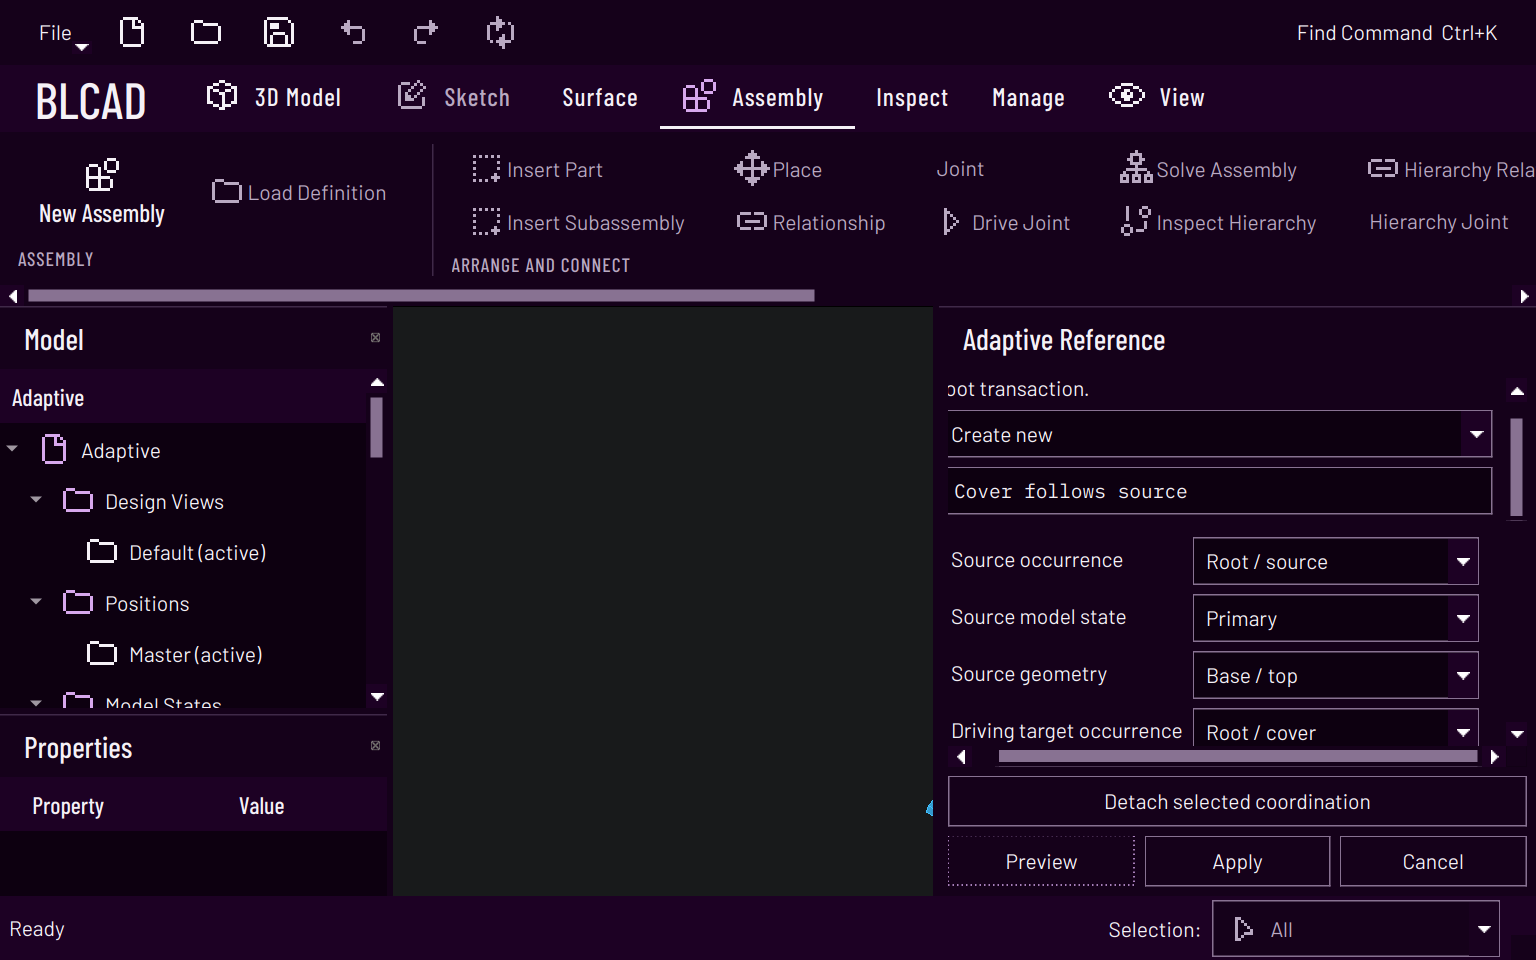 File
Find Command Ctrl+K
BLCAD
3D Model
Sketch
Surface
Assembly
Inspect
Manage
View
New Assembly
Load Definition
ASSEMBLY
Insert Part
Place
Joint
Solve Assembly
Hierarchy Rela
Insert Subassembly
Relationship
Drive Joint
Inspect Hierarchy
Hierarchy Joint
ARRANGE AND CONNECT
Model
Adaptive
Adaptive
Design Views
Default (active)
Positions
Master (active)
Model States
Properties
Property Value
Adaptive Reference
oot transaction.
Create new
Cover follows source
Source occurrence Root / source
Source model state Primary
Source geometry Base / top
Driving target occurrence Root / cover
Detach selected coordination
Preview
Apply
Cancel
Ready
Selection: All